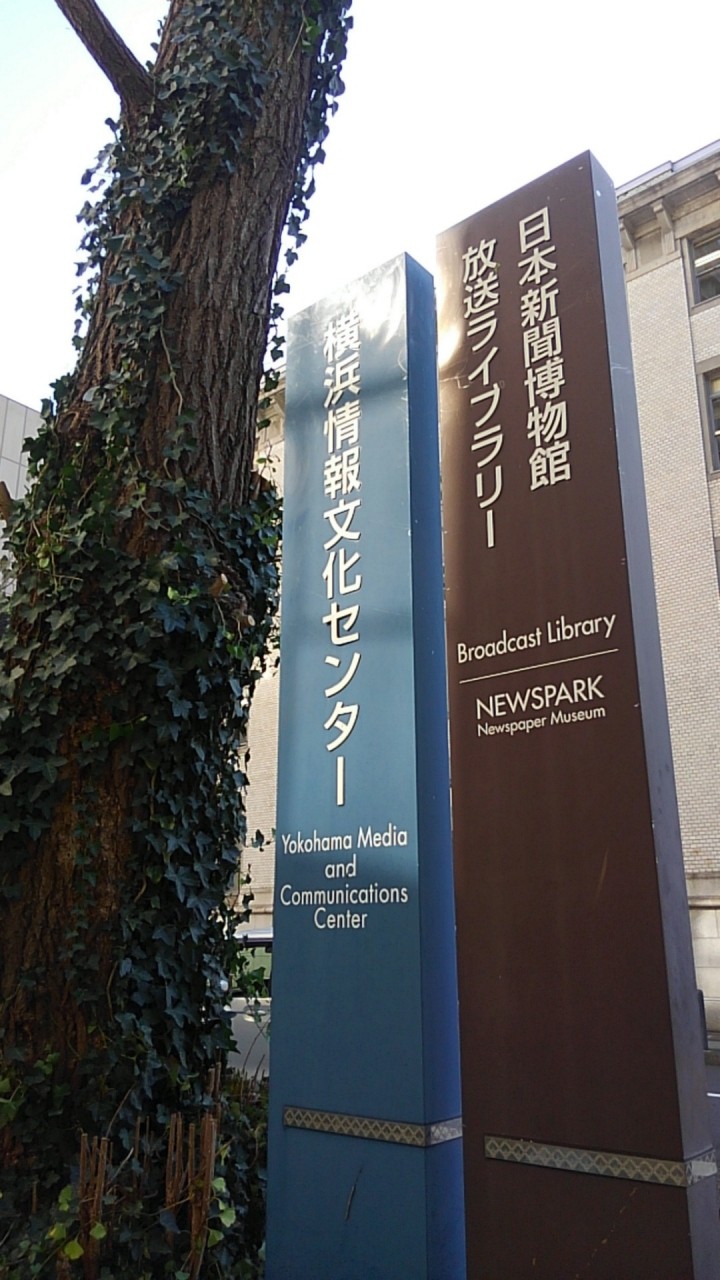 横浜情報文化センター
Yokohama Media
and
Communications
Center
日本新聞博物館
放送ライブラリー
Broadcast Library
NEWSPARK
Newspaper Museum